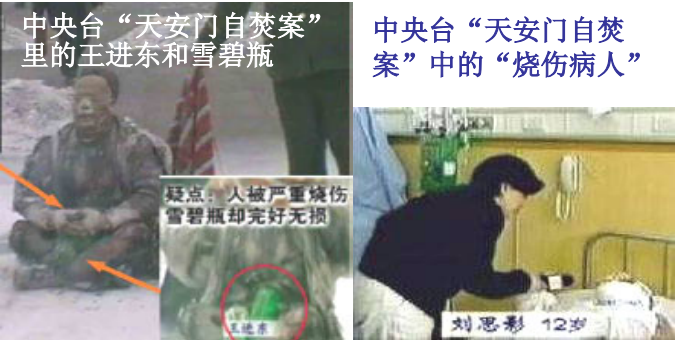 中央台“天安门自焚案”
里的王进东和雪碧瓶
疑点：人被严重烧伤
雪碧瓶却完好无损
王进东
中央台“天安门自焚
案”中的“烧伤病人”
刘思影 12岁